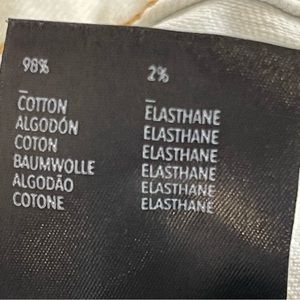 98% 2%
COTTON ELASTHANE
ALGODÓN ELASTHANE
COTON ELASTHANE
BAUMWOLLE ELASTHANE
ALGODÃO ELASTHANE
COTONE ELASTHANE